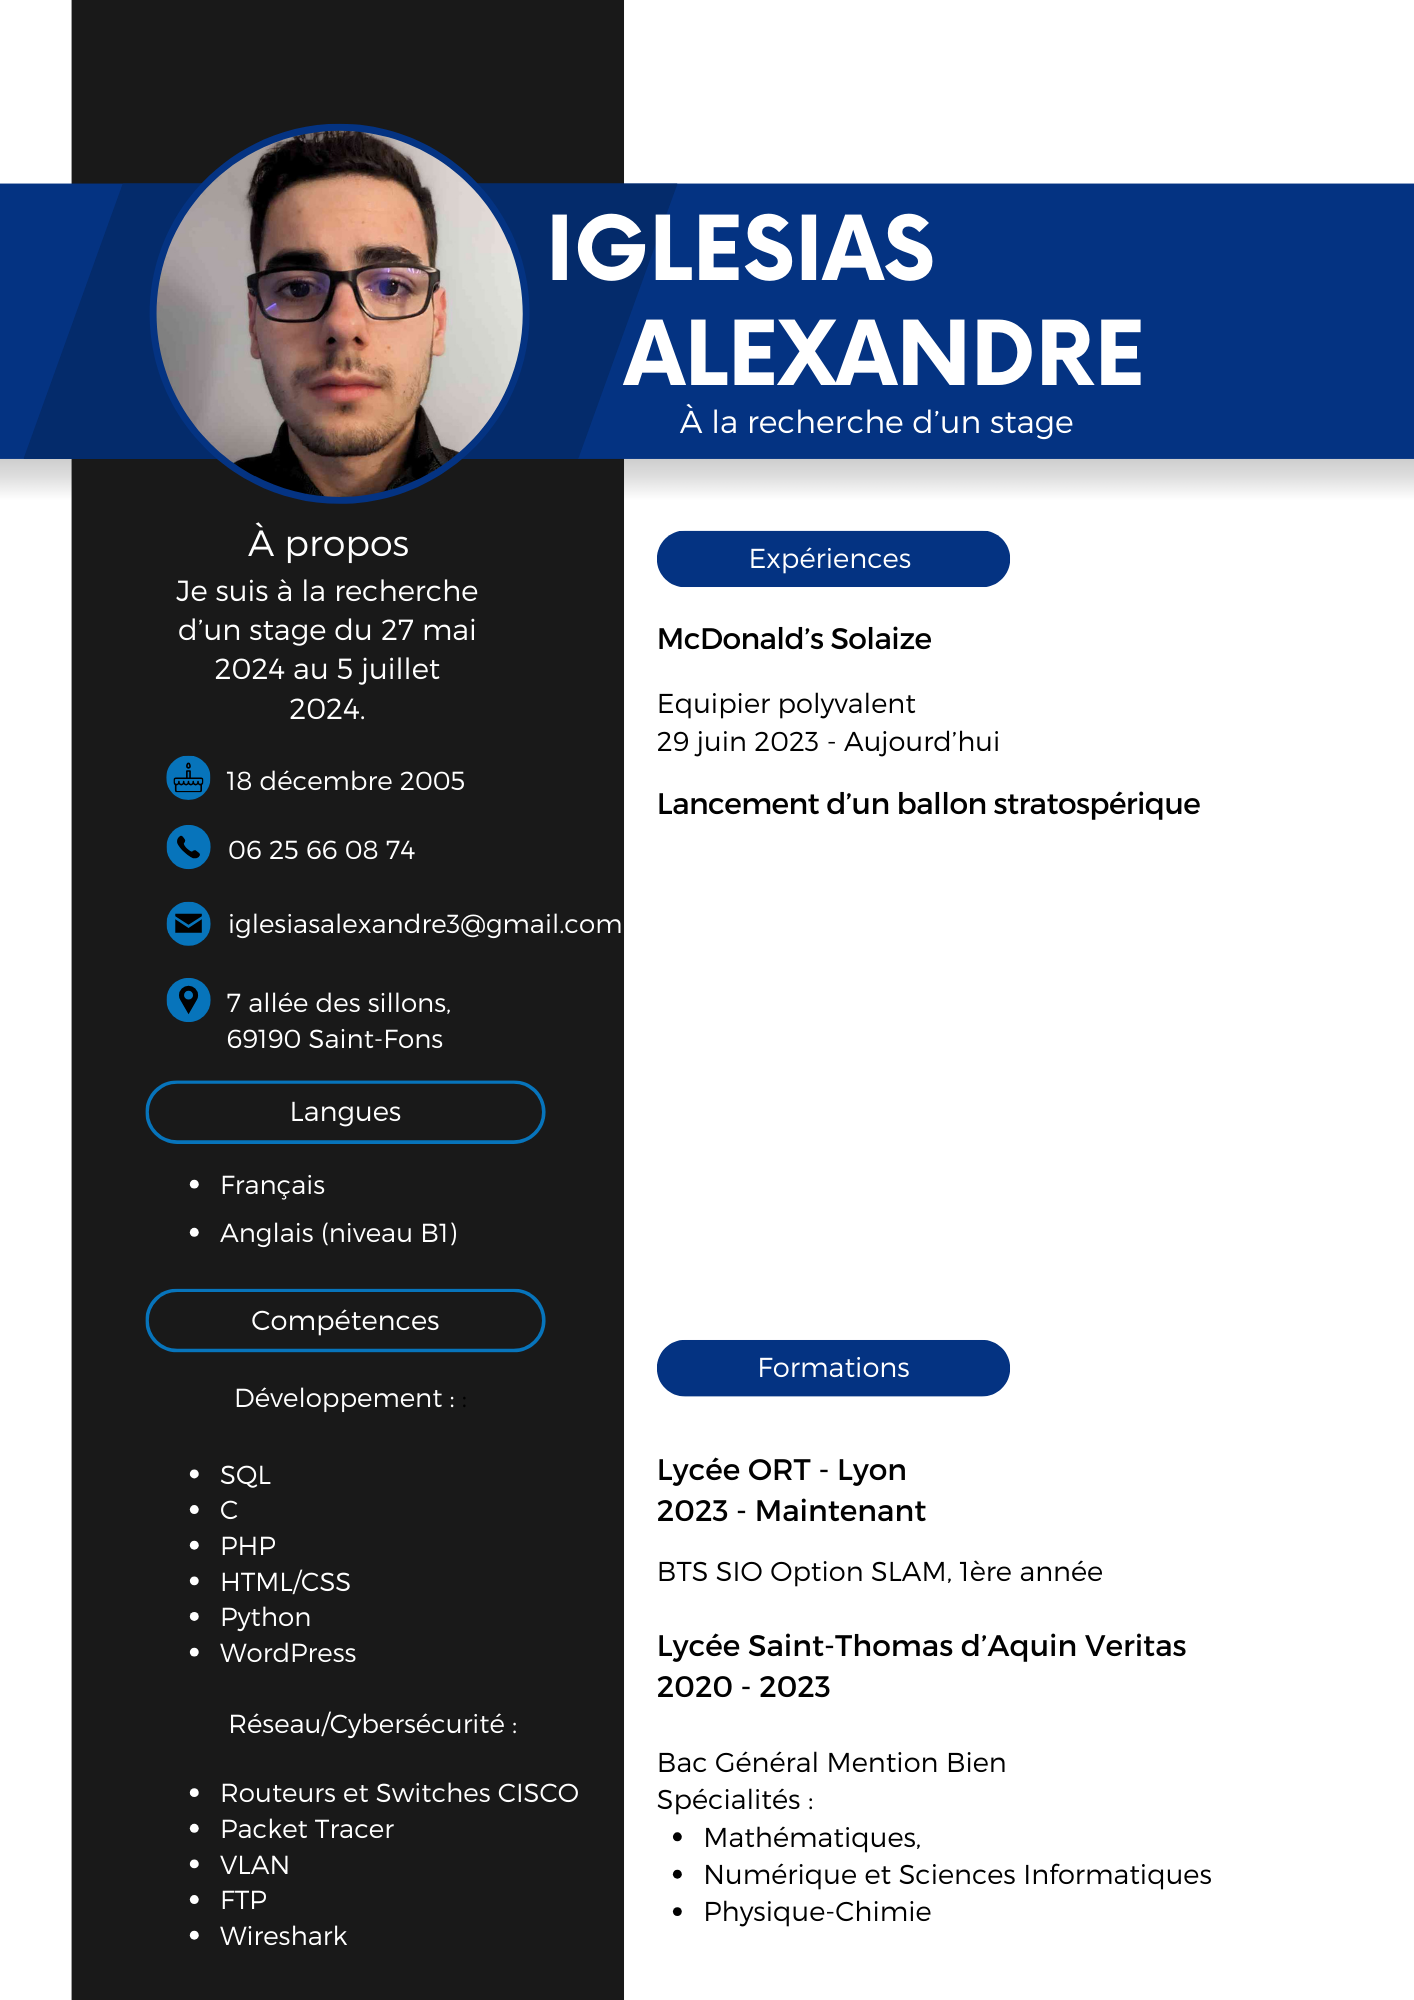 IGLESIAS
ALEXANDRE
À la recherche d’un stage
À propos
Je suis à la recherche
d’un stage du 27 mai
2024 au 5 juillet
2024.
18 décembre 2005
06 25 66 08 74
iglesiasalexandre3@gmail.com
7 allée des sillons,
69190 Saint-Fons
Langues
• Français
• Anglais (niveau B1)
Compétences
Développement : :
• SQL
• C
• PHP
• HTML/CSS
• Python
• WordPress
Réseau/Cybersécurité :
• Routeurs et Switches CISCO
• Packet Tracer
• VLAN
• FTP
• Wireshark
Expériences
McDonald’s Solaize
Equipier polyvalent
29 juin 2023 - Aujourd’hui
Lancement d’un ballon stratospérique
Formations
Lycée ORT - Lyon
2023 - Maintenant
BTS SIO Option SLAM, 1ère année
Lycée Saint-Thomas d’Aquin Veritas
2020 - 2023
Bac Général Mention Bien
Spécialités :
• Mathématiques,
• Numérique et Sciences Informatiques
• Physique-Chimie